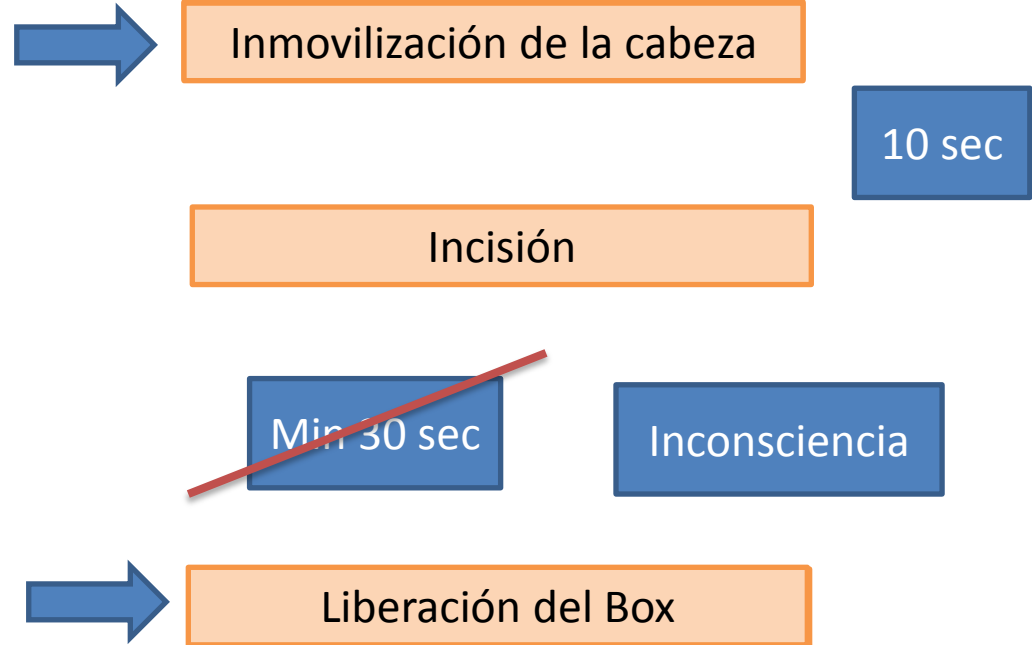 Inmovilización de la cabeza
10 sec
Incisión
Min 30 sec
Inconsciencia
Liberación del Box